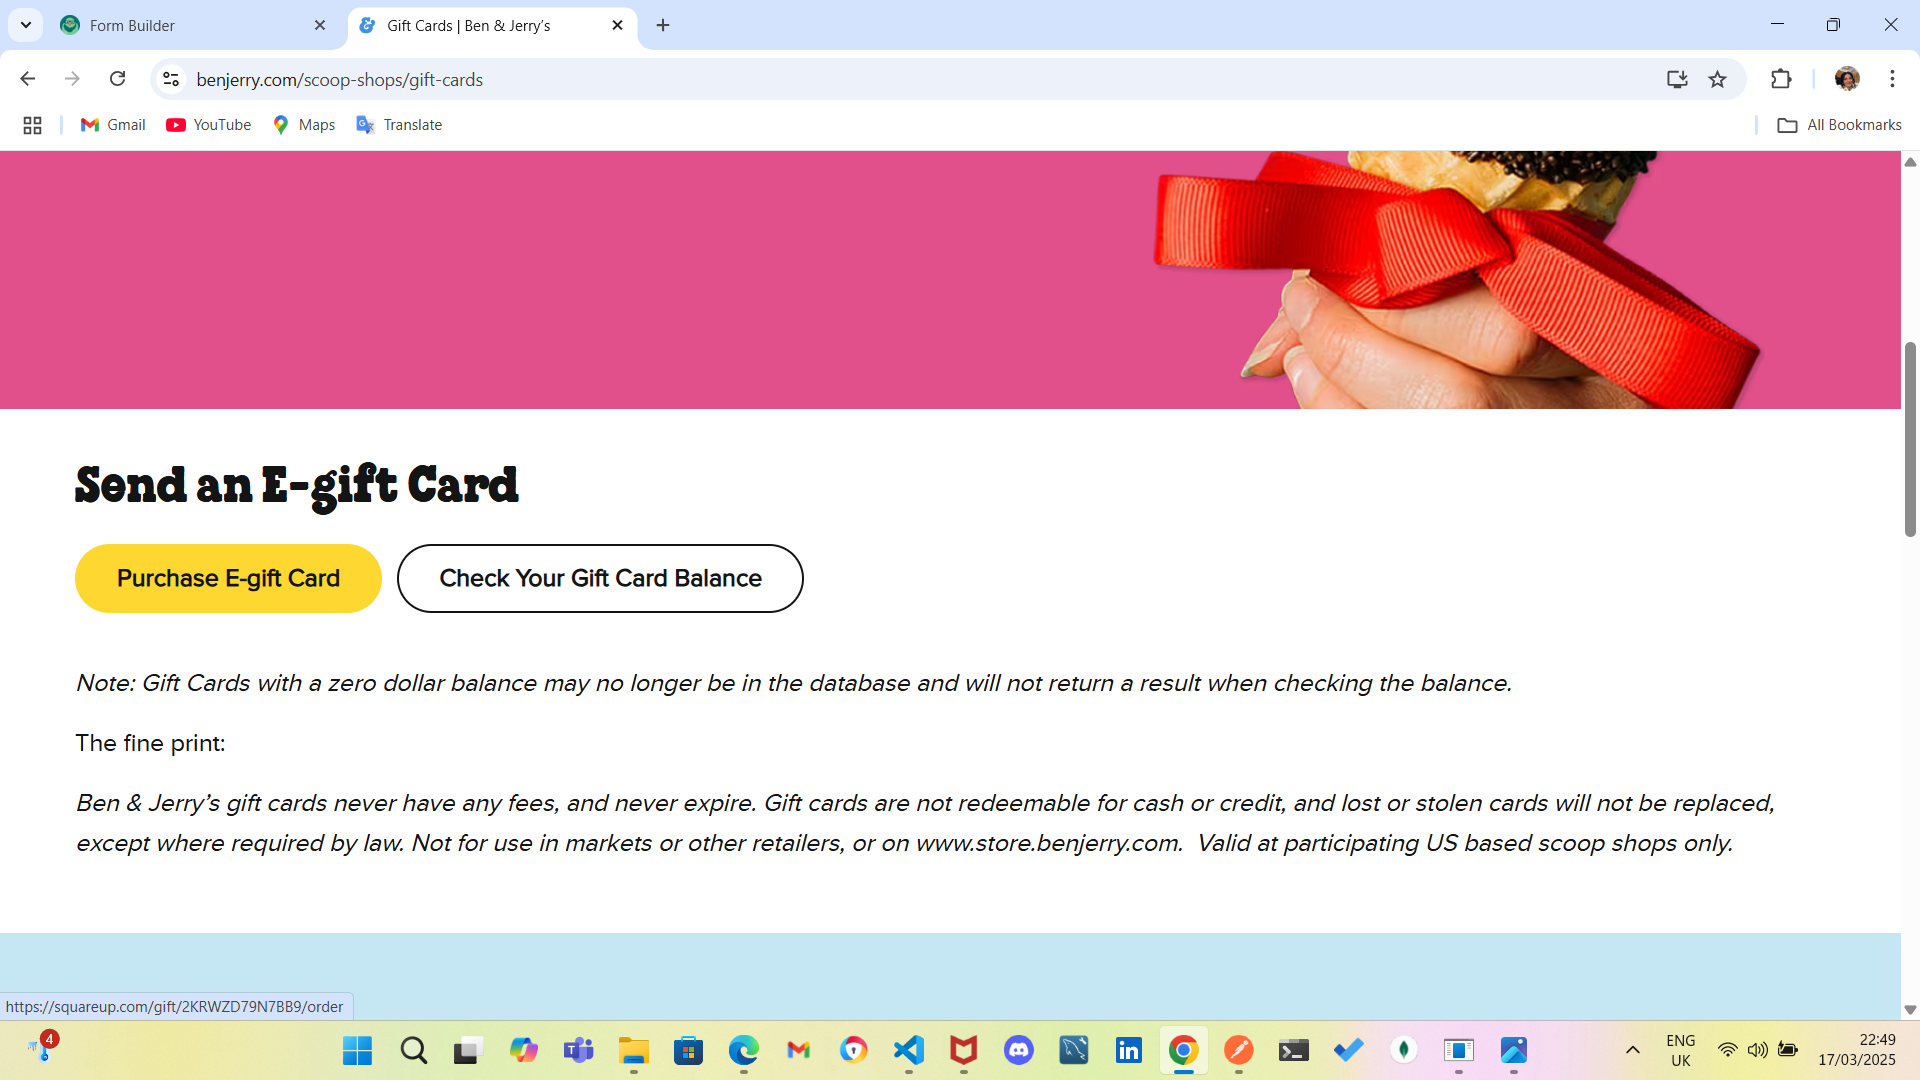 Form Builder
Gift Cards | Ben & Jerry's
benjerry.com/scoop-shops/gift-cards
Gmail YouTube Maps Translate All Bookmarks
Send an E-gift Card
Purchase E-gift Card Check Your Gift Card Balance
Note: Gift Cards with a zero dollar balance may no longer be in the database and will not return a result when checking the balance.
The fine print:
Ben & Jerry’s gift cards never have any fees, and never expire. Gift cards are not redeemable for cash or credit, and lost or stolen cards will not be replaced,
except where required by law. Not for use in markets or other retailers, or on www.store.benjerry.com.  Valid at participating US based scoop shops only.
https://squareup.com/gift/2KRWZD79N7BB9/order
4
ENG
UK
22:49
17/03/2025